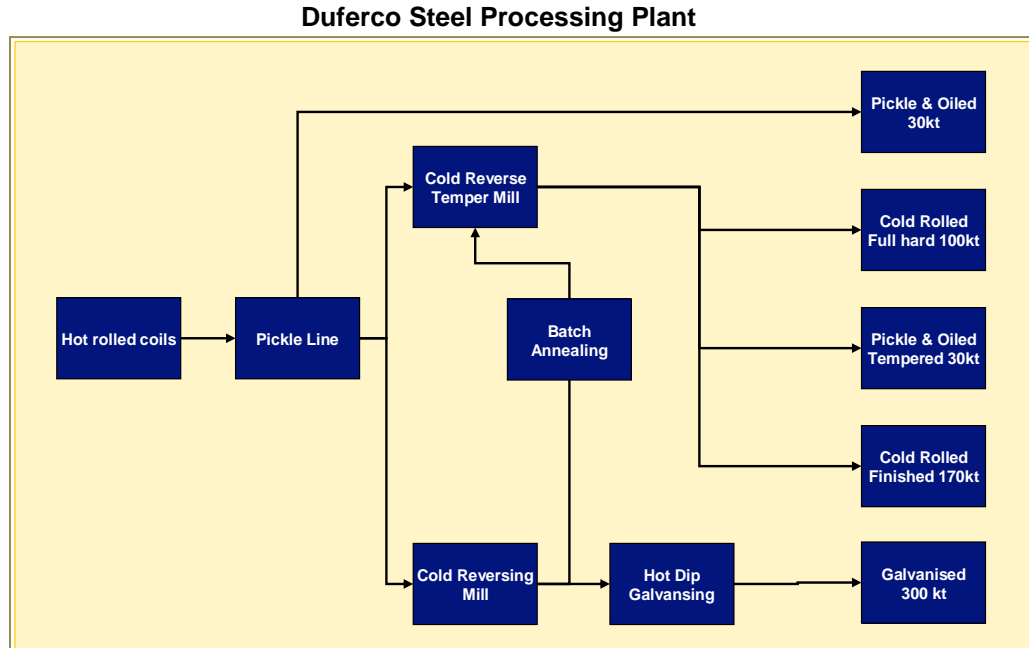 Duferco Steel Processing Plant
Pickle & Oiled
30kt
Cold Reverse
Temper Mill
Cold Rolled
Full hard 100kt
Hot rolled coils
Pickle Line
Batch
Annealing
Pickle & Oiled
Tempered 30kt
Cold Rolled
Finished 170kt
Cold Reversing
Mill
Hot Dip
Galvansing
Galvanised
300 kt